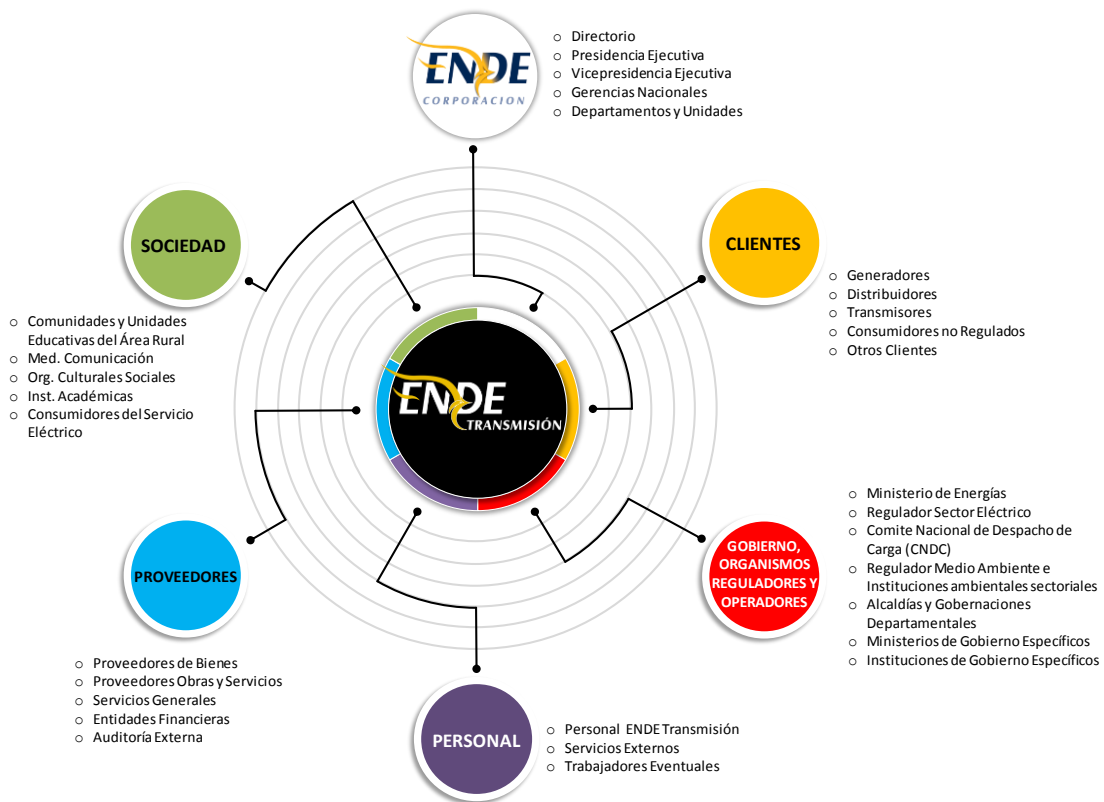 ENDE
CORPORACION
o Directorio
o Presidencia Ejecutiva
o Vicepresidencia Ejecutiva
o Gerencias Nacionales
o Departamentos y Unidades
SOCIEDAD
o Comunidades y Unidades
Educativas del Área Rural
o Med. Comunicación
o Org. Culturales Sociales
o Inst. Académicas
o Consumidores del Servicio
Eléctrico
CLIENTES
o Generadores
o Distribuidores
o Transmisores
o Consumidores no Regulados
o Otros Clientes
ENDE
TRANSMISIÓN
PROVEEDORES
o Proveedores de Bienes
o Proveedores Obras y Servicios
o Servicios Generales
o Entidades Financieras
o Auditoría Externa
GOBIERNO,
ORGANISMOS
REGULADORES Y
OPERADORES
o Ministerio de Energías
o Regulador Sector Eléctrico
o Comite Nacional de Despacho de
Carga (CNDC)
o Regulador Medio Ambiente e
Instituciones ambientales sectoriales
o Alcaldías y Gobernaciones
Departamentales
o Ministerios de Gobierno Específicos
o Instituciones de Gobierno Específicos
PERSONAL
o Personal ENDE Transmisión
o Servicios Externos
o Trabajadores Eventuales